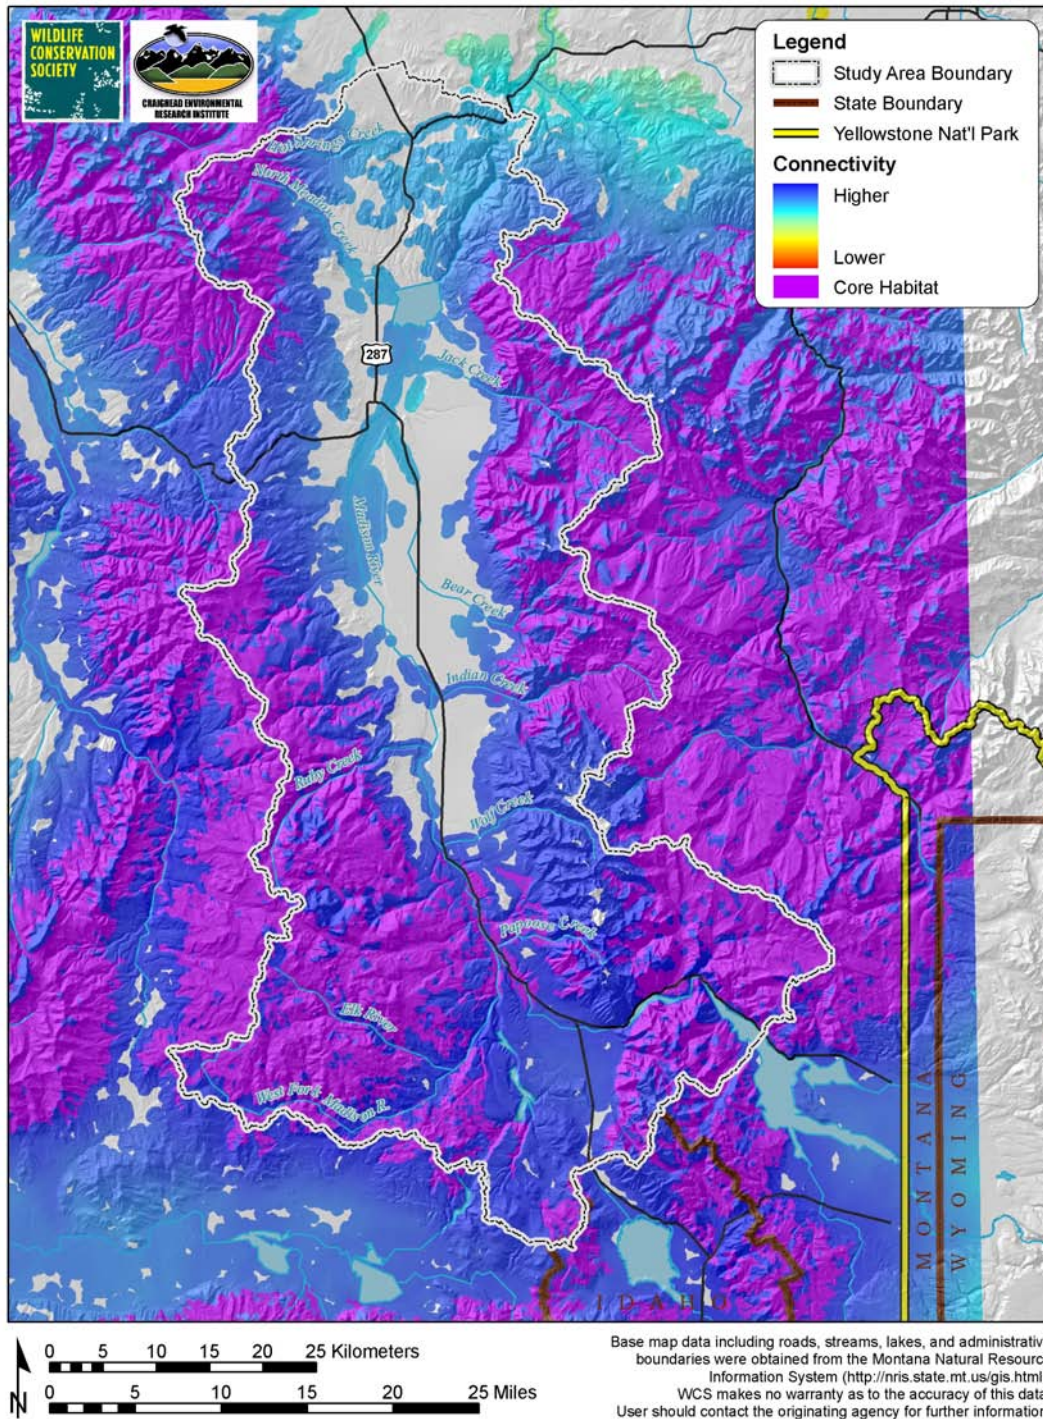 WILDLIFE
CONSERVATION
SOCIETY
CRAIGHEAD ENVIRONMENTAL
RESEARCH INSTITUTE
Legend
Study Area Boundary
State Boundary
Yellowstone Nat'l Park
Connectivity
Higher
Lower
Core Habitat
Hot Springs Creek
North Meadow Creek
287
Jack Creek
Madison River
Bear Creek
Indian Creek
Ruby Creek
Wolf Creek
Papoose Creek
Elk River
West Fork Madison R.
MONTANA
WYOMING
IDAHO
N
0 5 10 15 20 25 Kilometers
0 5 10 20 25 Miles
Base map data including roads, streams, lakes, and administrativ
boundaries were obtained from the Montana Natural Resourc
Information System (http://nris.state.mt.us/gis.html
WCS makes no warranty as to the accuracy of this data
User should contact the originating agency for further information